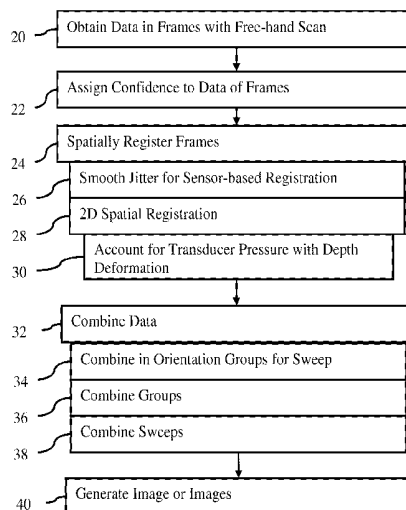 20 Obtain Data in Frames with Free-hand Scan
22 Assign Confidence to Data of Frames
24 Spatially Register Frames
26 Smooth Jitter for Sensor-based Registration
28 2D Spatial Registration
30 Account for Transducer Pressure with Depth
Deformation
32 Combine Data
34 Combine in Orientation Groups for Sweep
36 Combine Groups
38 Combine Sweeps
40 Generate Image or Images